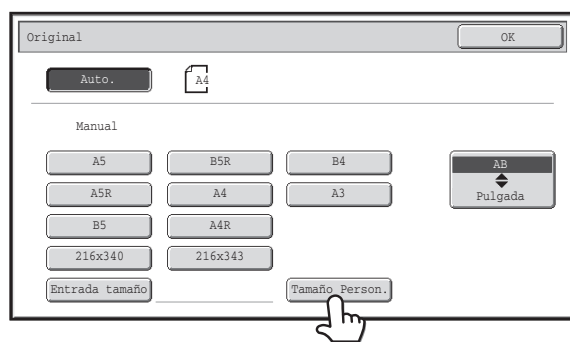 Original OK
Auto. A4
Manual
A5 B5R B4 AB
A5R A4 A3 Pulgada
B5 A4R
216x340 216x343
Entrada tamaño Tamaño Person.